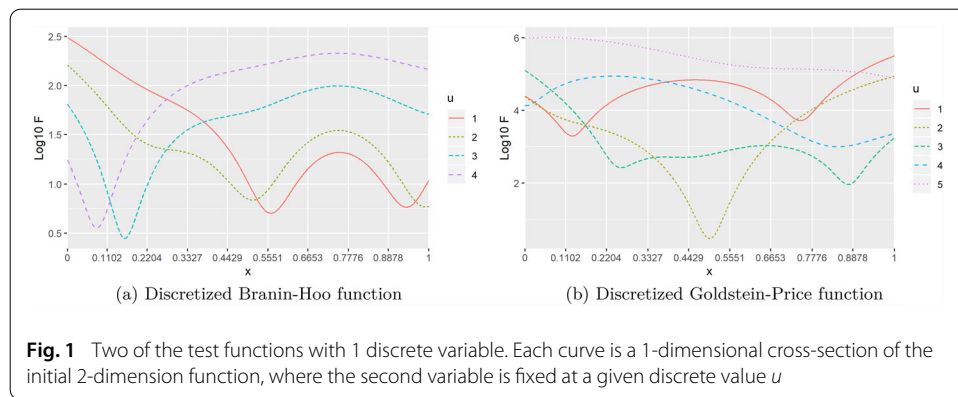 2.5
2.0
1.5
1.0
0.5
Log10 F
0 0.1102 0.2204 0.3327 0.4429 0.5551 0.6653 0.7776 0.8878 1
x
u
1
2
3
4
(a) Discretized Branin-Hoo function
6
4
2
Log10 F
0 0.1102 0.2204 0.3327 0.4429 0.5551 0.6653 0.7776 0.8878 1
x
u
1
2
3
4
5
(b) Discretized Goldstein-Price function
Fig. 1 Two of the test functions with 1 discrete variable. Each curve is a 1-dimensional cross-section of the
initial 2-dimension function, where the second variable is fixed at a given discrete value u